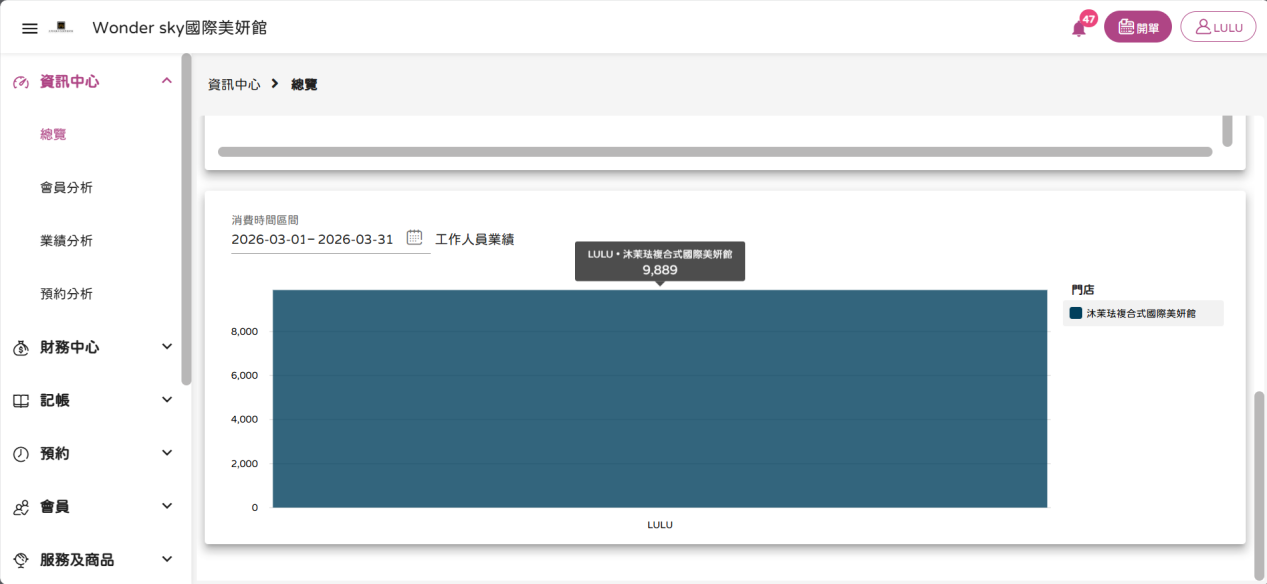 Wonder sky國際美妍館
47
開單
LULU
資訊中心
總覽
會員分析
業績分析
預約分析
財務中心
記帳
預約
會員
服務及商品
資訊中心 > 總覽
消費時間區間
2026-03-01 – 2026-03-31
工作人員業績
LULU • 沐茉珐複合式國際美妍館
9,889
8,000
6,000
4,000
2,000
0
LULU
門店
沐茉珐複合式國際美妍館